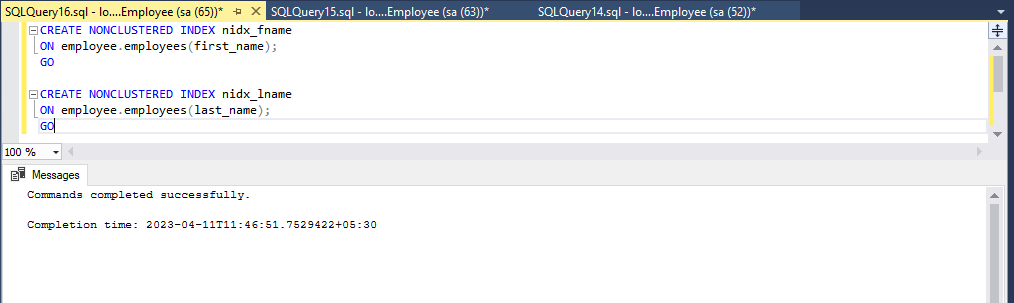 SQLQuery16.sql - lo....Employee (sa (65))* SQLQuery15.sql - lo....Employee (sa (63))* SQLQuery14.sql - lo....Employee (sa (52))*
CREATE NONCLUSTERED INDEX nidx_fname
ON employee.employees(first_name);
GO
CREATE NONCLUSTERED INDEX nidx_lname
ON employee.employees(last_name);
GO
100 %
Messages
Commands completed successfully.
Completion time: 2023-04-11T11:46:51.7529422+05:30